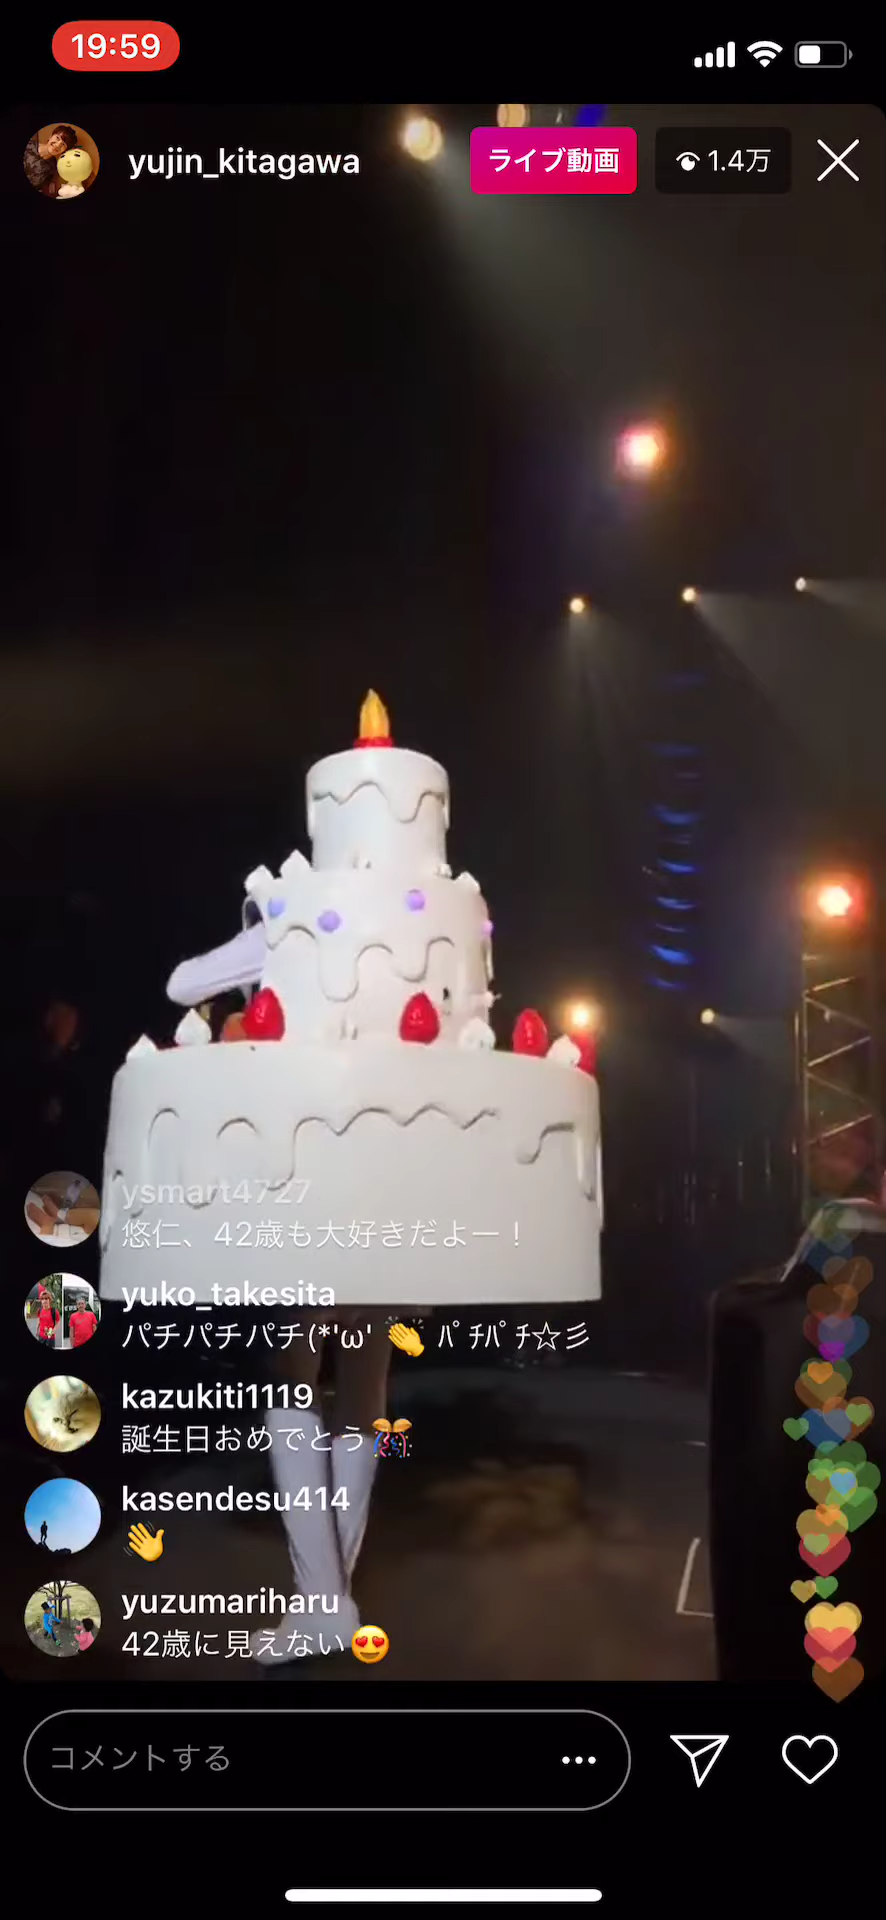 19:59
yujin_kitagawa
ライブ動画
1.4万
ysmart4727
悠仁、42歳も大好きだよー！
yuko_takesita
パチパチパチ(*'ω' 👏 ﾊﾟﾁﾊﾟﾁ☆彡
kazukiti1119
誕生日おめでとう🎊
kasendesu414
👋
yuzumariharu
42歳に見えない😍
コメントする